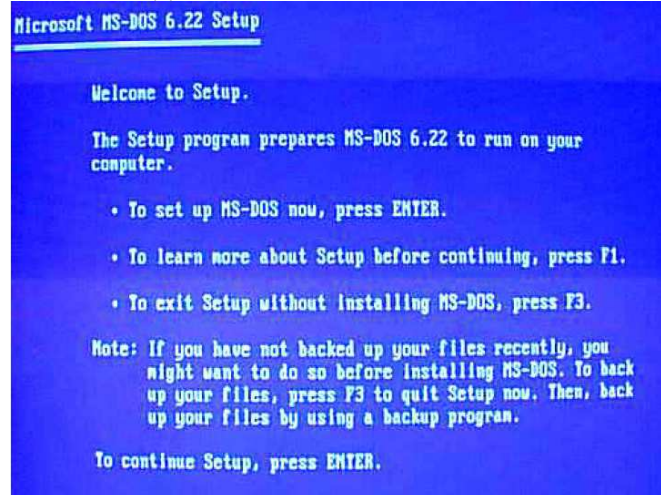 Microsoft MS-DOS 6.22 Setup
Welcome to Setup.
The Setup program prepares MS-DOS 6.22 to run on your
computer.
• To set up MS-DOS now, press ENTER.
• To learn more about Setup before continuing, press F1.
• To exit Setup without installing MS-DOS, press F3.
Note: If you have not backed up your files recently, you
might want to do so before installing MS-DOS. To back
up your files, press F3 to quit Setup now. Then, back
up your files by using a backup program.
To continue Setup, press ENTER.